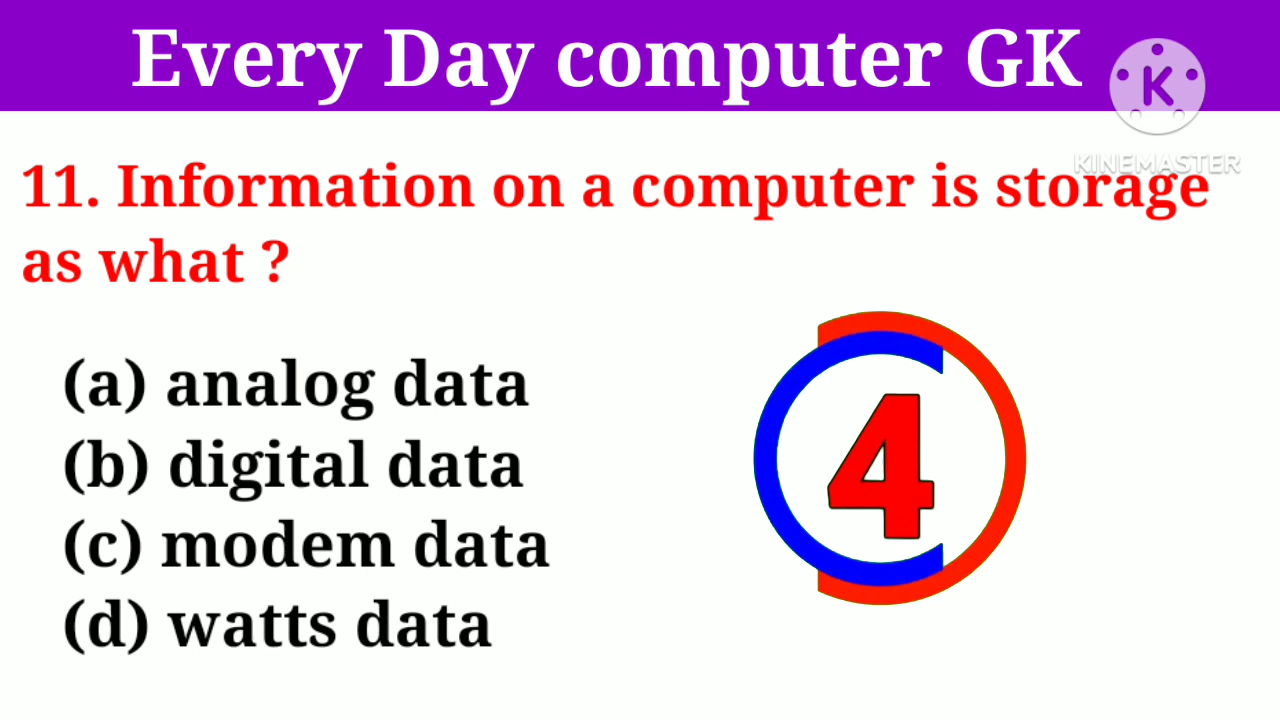 Every Day computer GK
K
KINEMASTER
11. Information on a computer is storage
as what ?
(a) analog data
(b) digital data
(c) modem data
(d) watts data
4